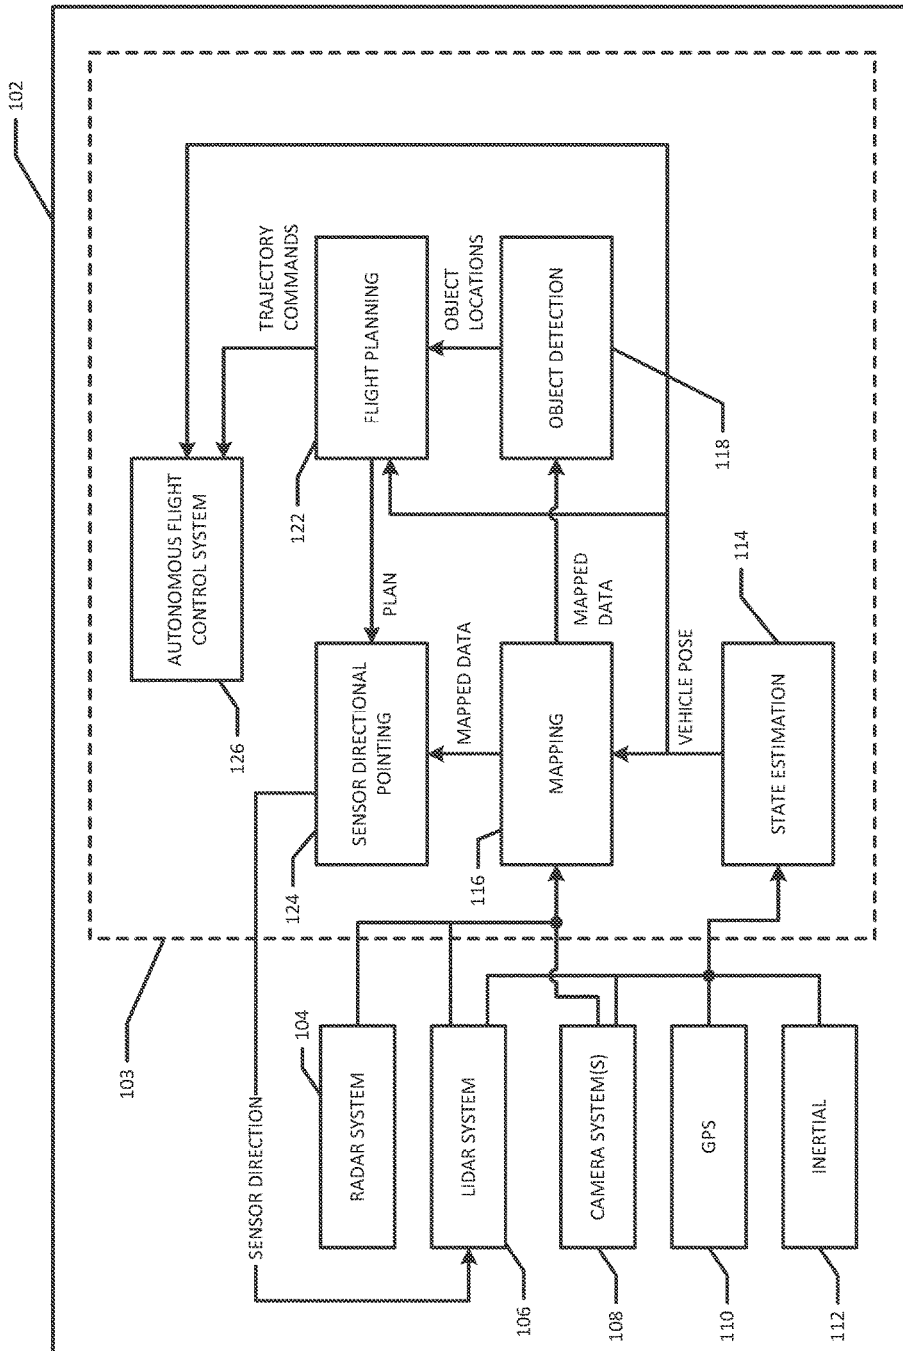 102
103
SENSOR DIRECTION
RADAR SYSTEM
104
LIDAR SYSTEM
106
CAMERA SYSTEM(S)
108
GPS
110
INERTIAL
112
AUTONOMOUS FLIGHT
CONTROL SYSTEM
126
TRAJECTORY
COMMANDS
SENSOR DIRECTIONAL
POINTING
124
PLAN
FLIGHT PLANNING
122
MAPPED DATA
OBJECT
LOCATIONS
MAPPING
116
MAPPED
DATA
OBJECT DETECTION
118
VEHICLE POSE
STATE ESTIMATION
114